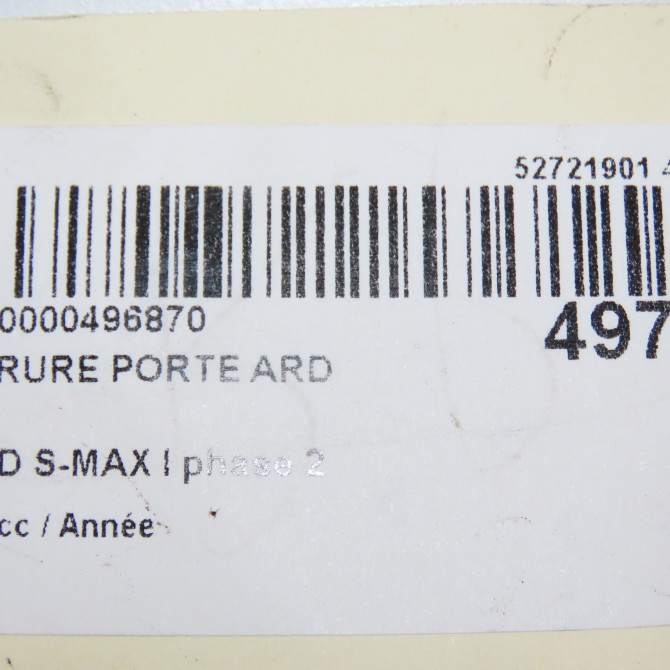 52721901 4
0000496870
497
RURE PORTE ARD
D S-MAX I phase 2
cc / Année